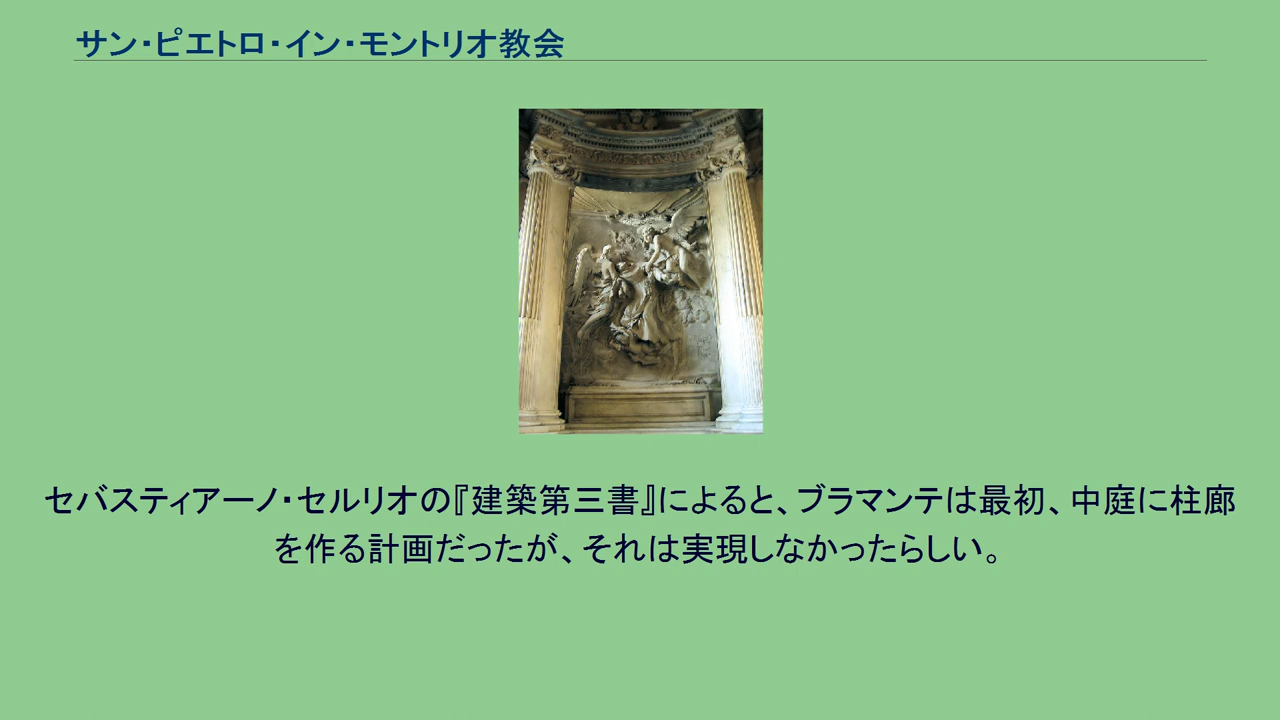 サン・ピエトロ・イン・モントリオ教会
セバスティアーノ・セルリオの『建築第三書』によると、ブラマンテは最初、中庭に柱廊
を作る計画だったが、それは実現しなかったらしい。